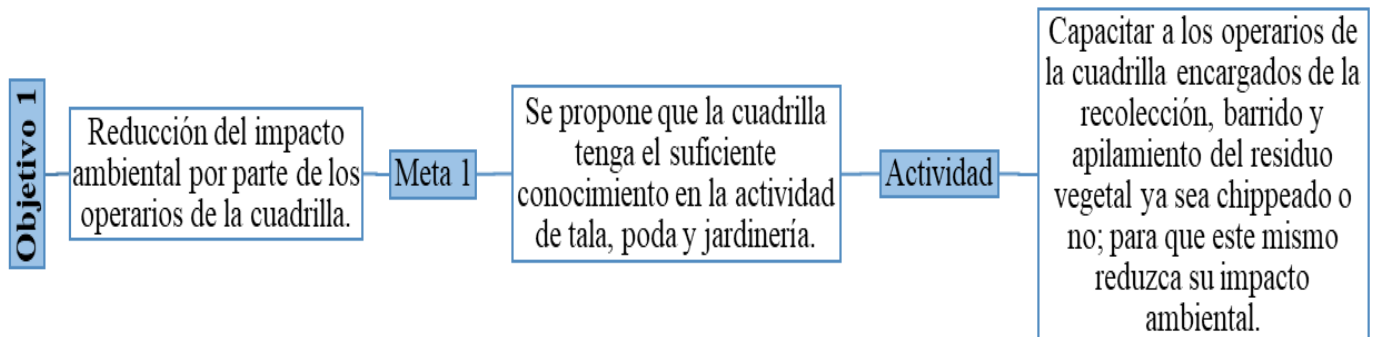 Objetivo 1
Reducción del impacto
ambiental por parte de los
operarios de la cuadrilla.
Meta 1
Se propone que la cuadrilla
tenga el suficiente
conocimiento en la actividad
de tala, poda y jardinería.
Actividad
Capacitar a los operarios de
la cuadrilla encargados de la
recolección, barrido y
apilamiento del residuo
vegetal ya sea chippeado o
no; para que este mismo
reduzca su impacto
ambiental.